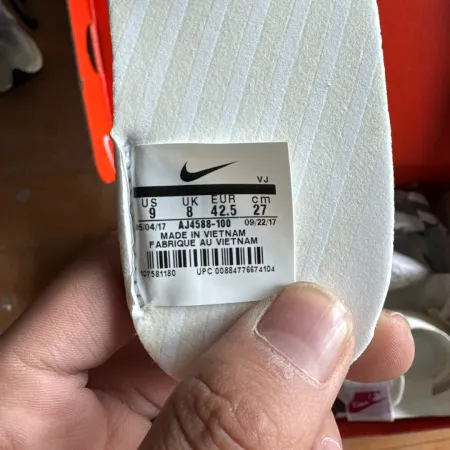 VJ
US UK EUR cm
9 8 42.5 27
05/04/17 AJ4588-100 09/22/17
MADE IN VIETNAM
FABRIQUE AU VIETNAM
UPC 00884776674104